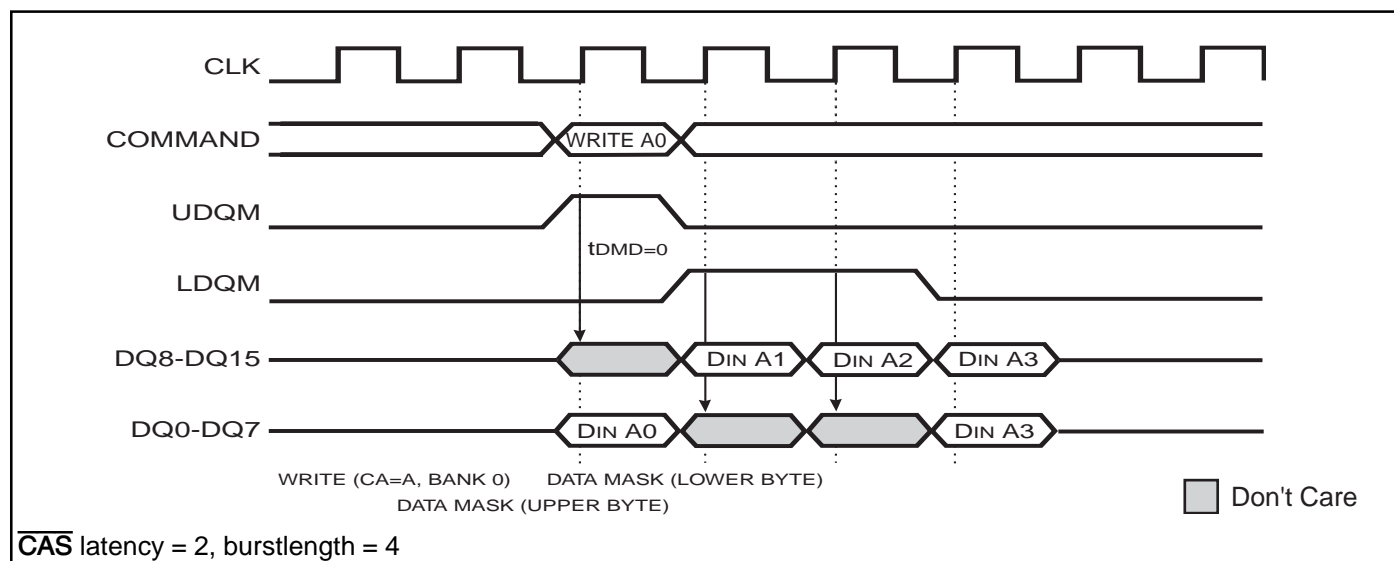 CLK
COMMAND
WRITE A0
UDQM
tDMD=0
LDQM
DQ8-DQ15
DIN A1
DIN A2
DIN A3
DQ0-DQ7
DIN A0
DIN A3
WRITE (CA=A, BANK 0)
DATA MASK (LOWER BYTE)
DATA MASK (UPPER BYTE)
Don't Care
C̅A̅S̅ latency = 2, burstlength = 4